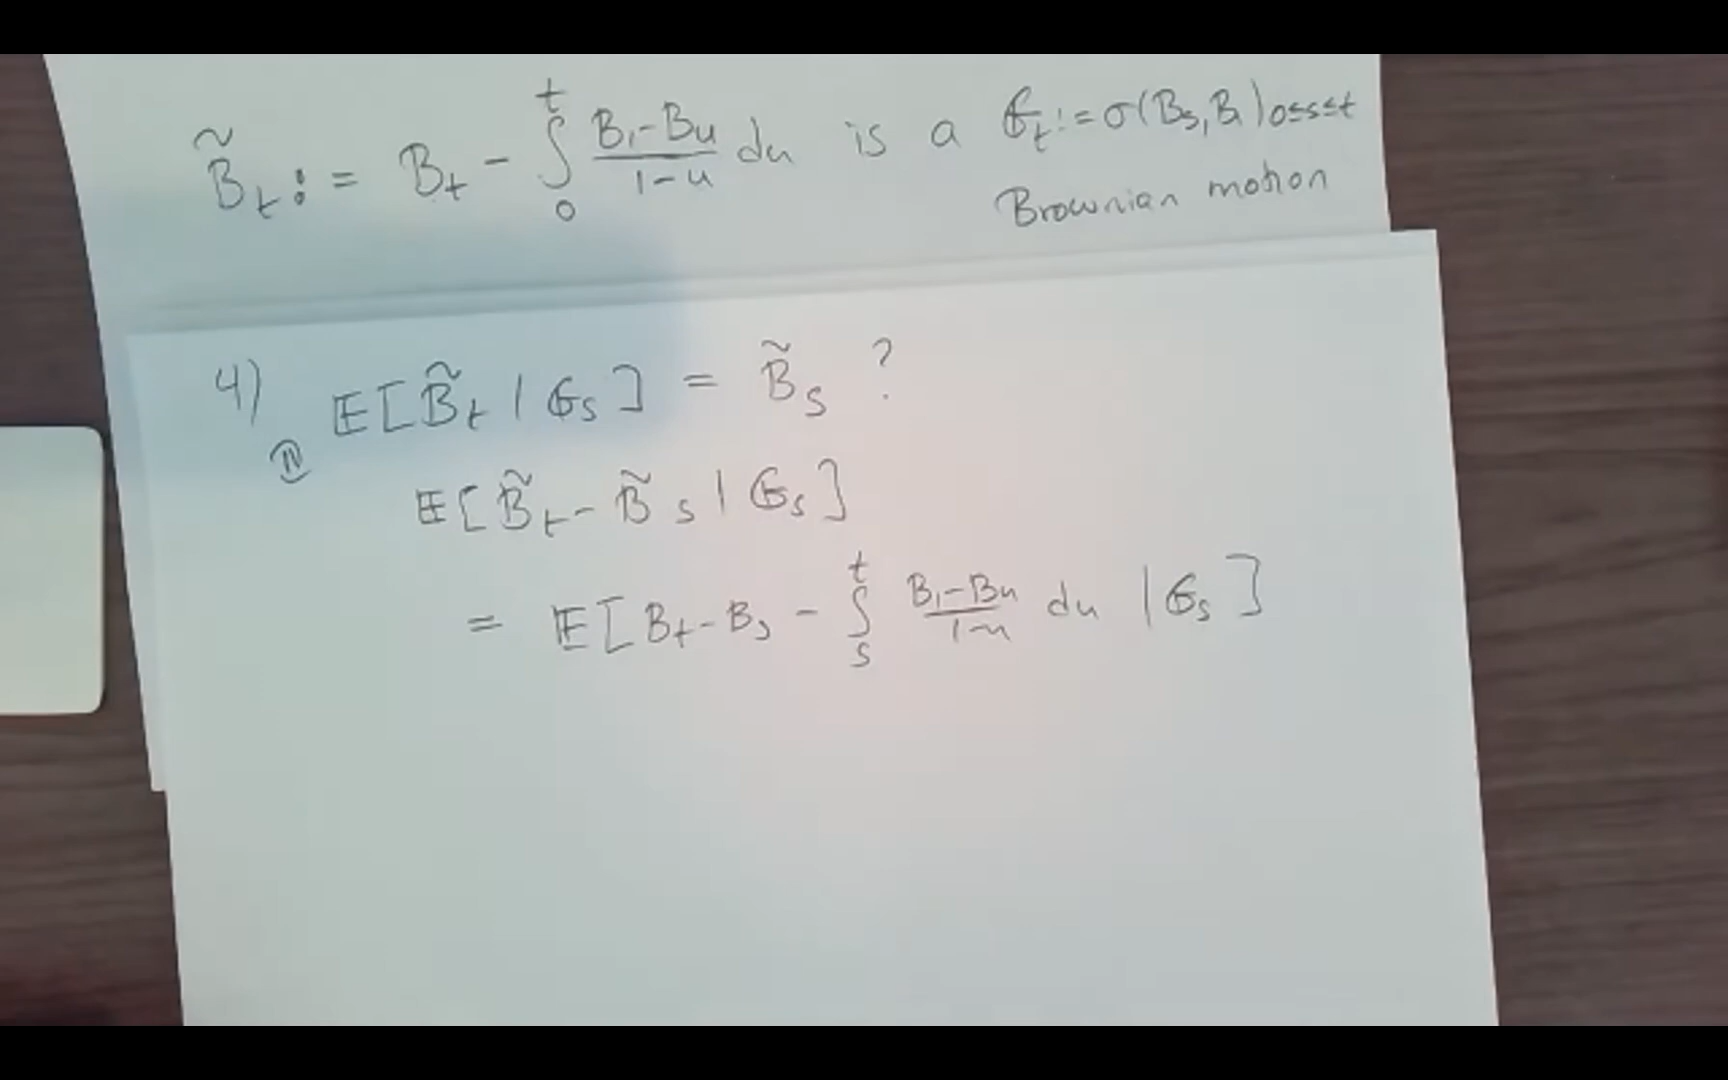 B̃_t := B_t - ∫_0^t (B_1-B_u)/(1-u) du is a 𝔾_t := σ(B_s, B_1)_{0≤s≤t}
Brownian motion
4) 𝔼[B̃_t | 𝔾_s] = B̃_s ?
𝔼[B̃_t - B̃_s | 𝔾_s]
= 𝔼[B_t - B_s - ∫_s^t (B_1-B_u)/(1-u) du | 𝔾_s]